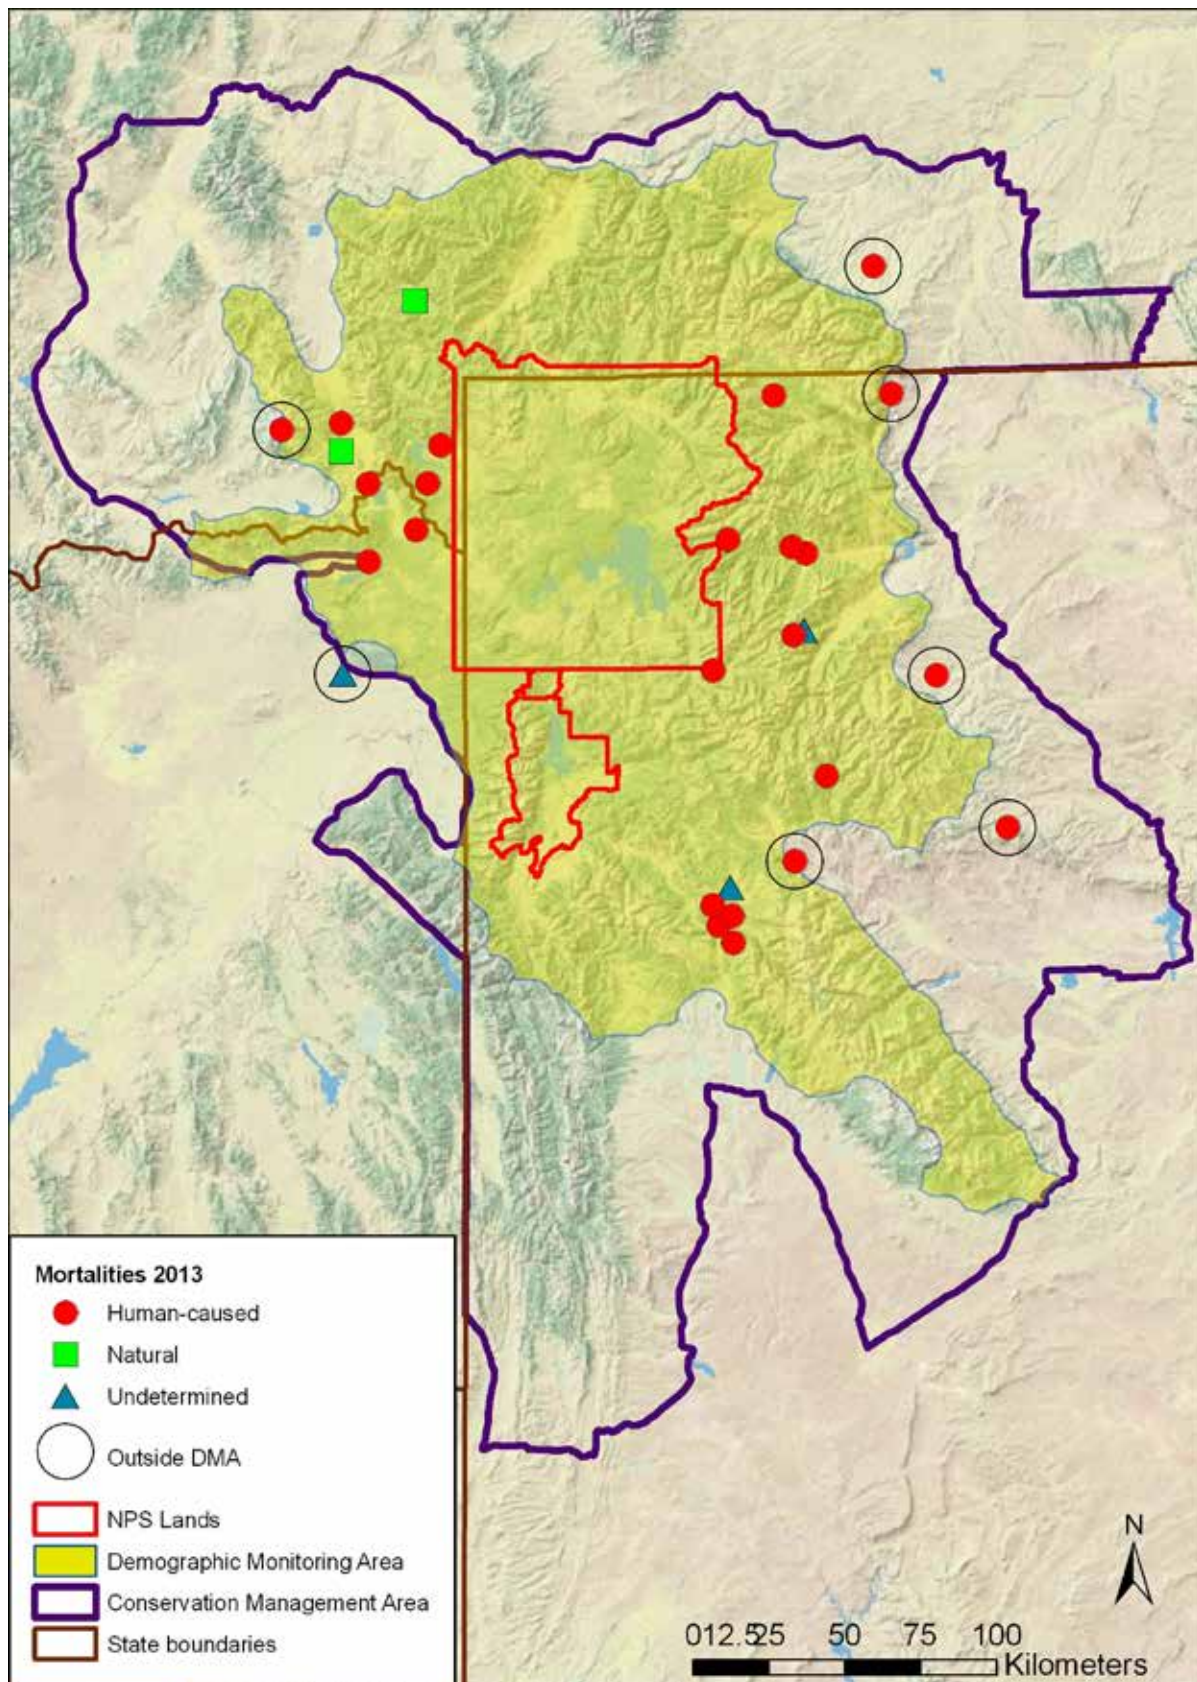 Mortalities 2013
Human-caused
Natural
Undetermined
Outside DMA
NPS Lands
Demographic Monitoring Area
Conservation Management Area
State boundaries
N
012.525 50 75 100
Kilometers